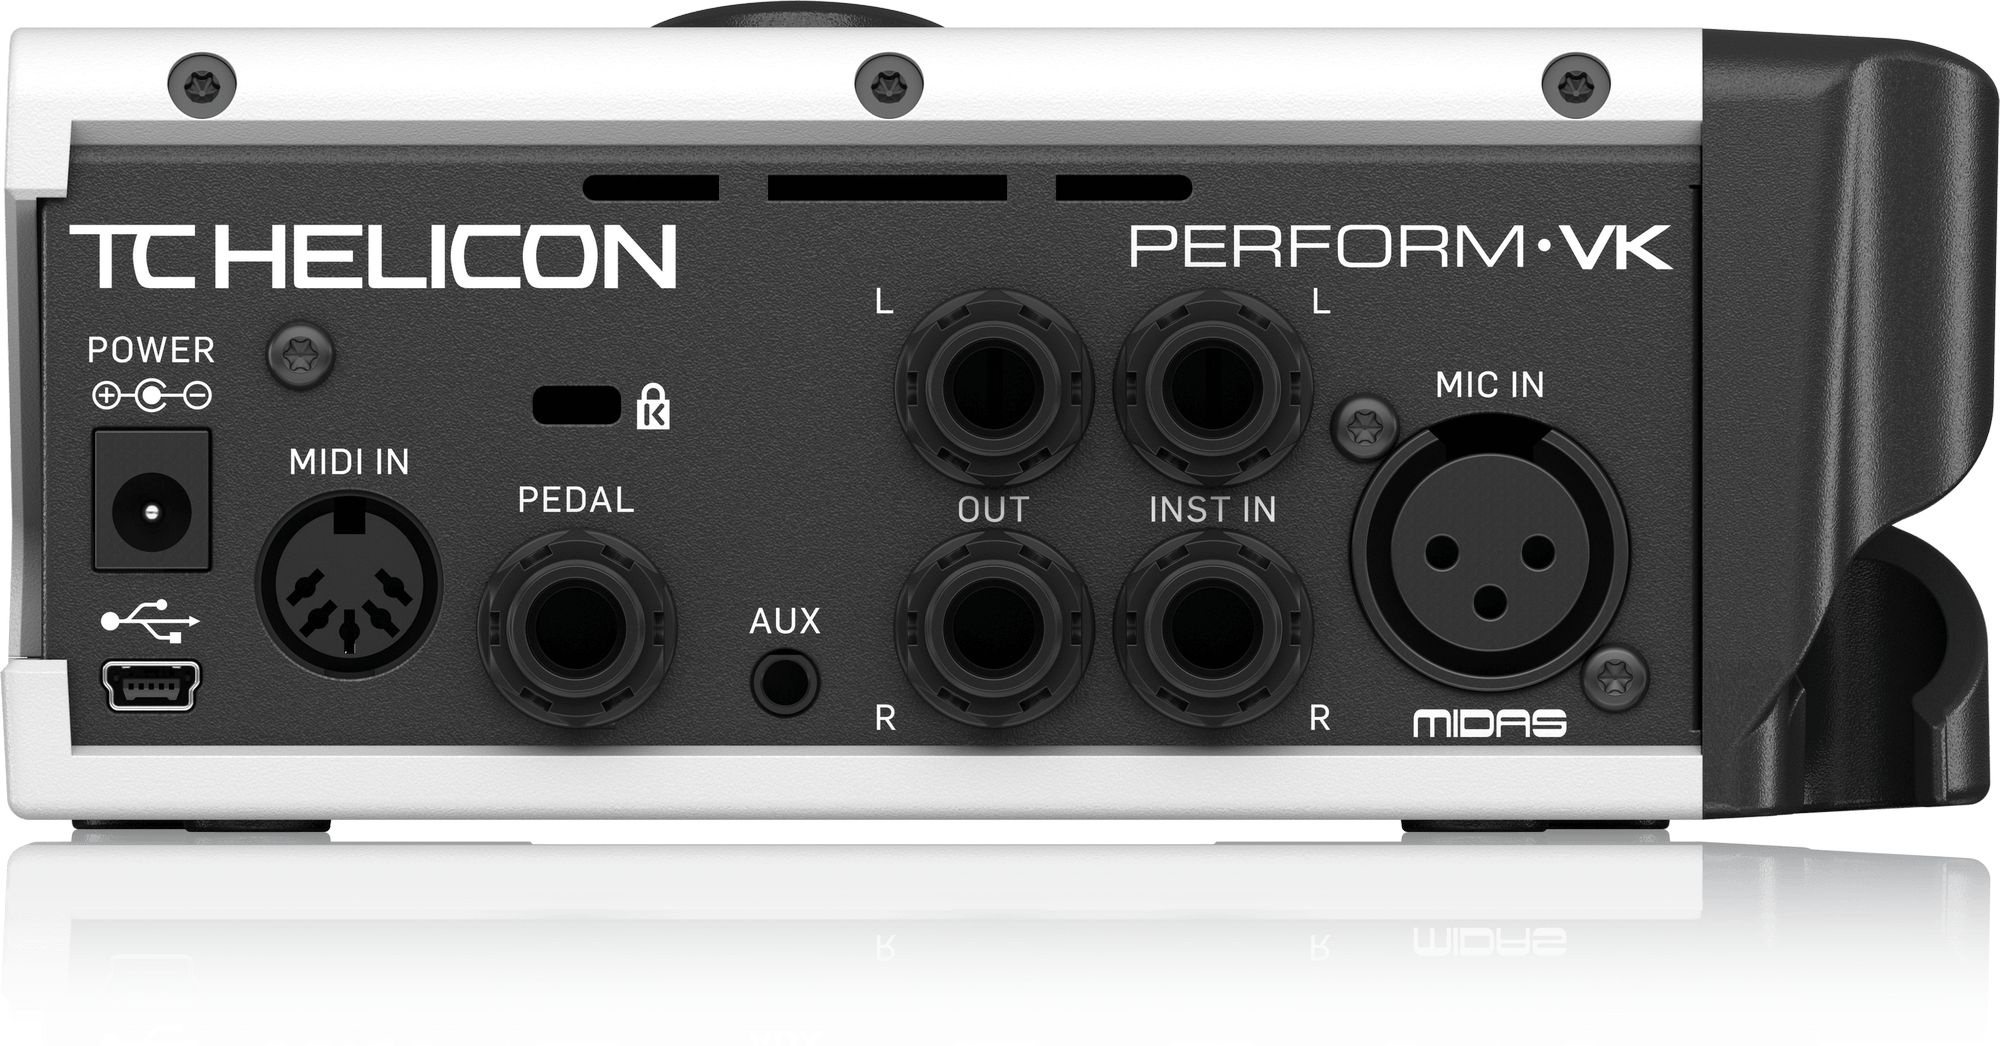 TC HELICON
PERFORM·VK
L
L
POWER
MIC IN
K
MIDI IN
PEDAL
OUT
INST IN
AUX
R
R
MIDAS